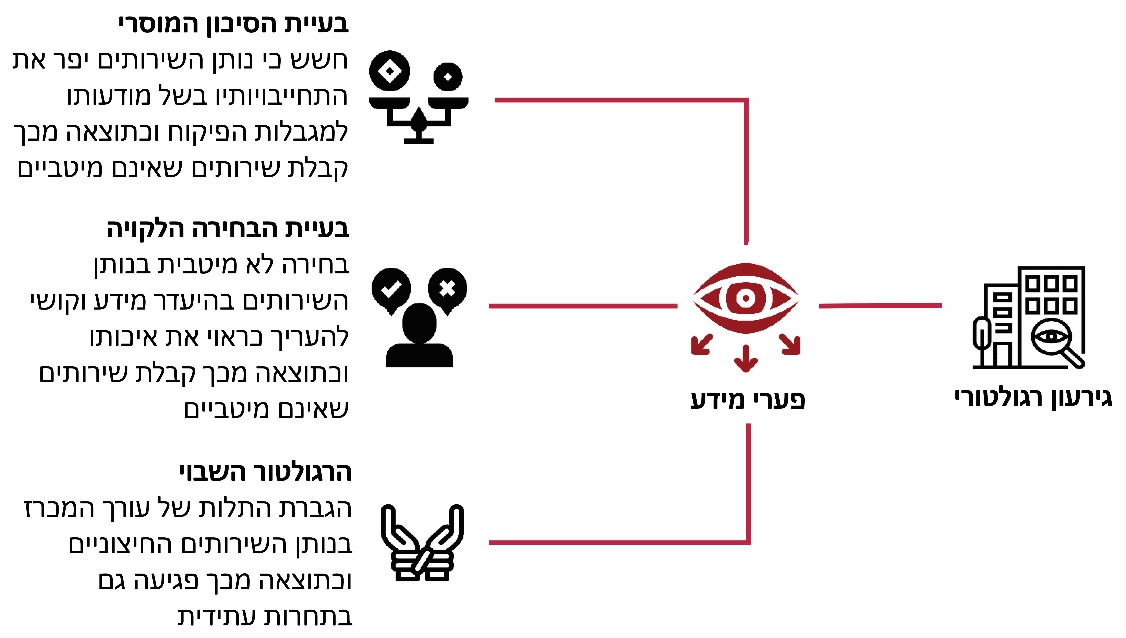 גירעון רגולטורי
פערי מידע
בעיית הסיכון המוסרי
חשש כי נותן השירותים יפר את
התחייבויותיו בשל מודעותו
למגבלות הפיקוח וכתוצאה מכך
קבלת שירותים שאינם מיטביים
בעיית הבחירה הלקויה
בחירה לא מיטבית בנותן
השירותים בהיעדר מידע וקושי
להעריך כראוי את איכותו
וכתוצאה מכך קבלת שירותים
שאינם מיטביים
הרגולטור השבוי
הגברת התלות של עורך המכרז
בנותן השירותים החיצוניים
וכתוצאה מכך פגיעה גם
בתחרות עתידית